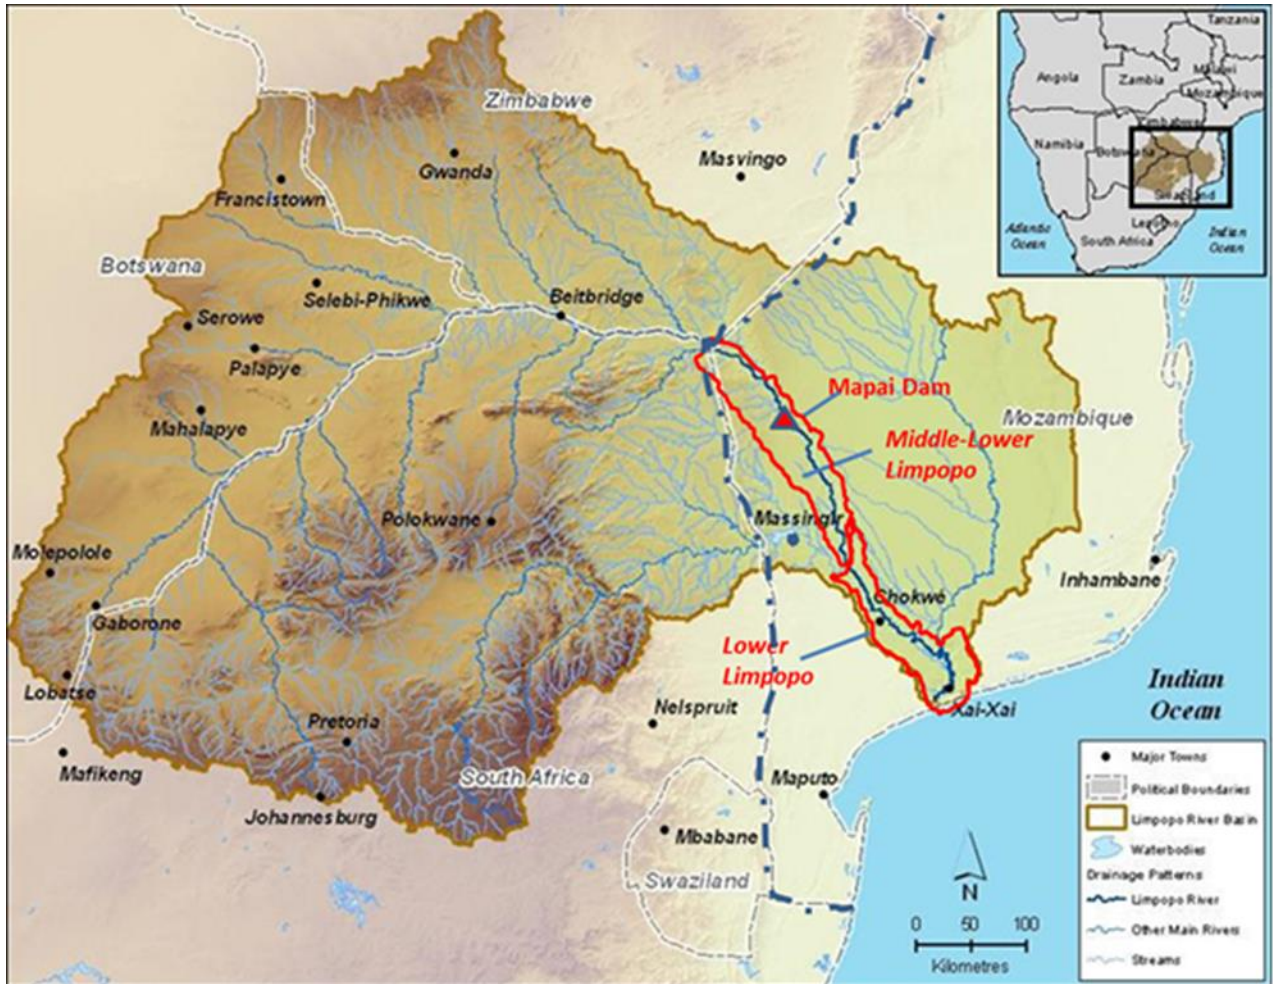 Zimbabwe
Masvingo
Gwanda
Francistown
Botswana
Selebi-Phikwe
Beitbridge
Serowe
Palapye
Mahalapye
Mapai Dam
Mozambique
Middle-Lower
Limpopo
Polokwane
Massingir
Molepolole
Inhambane
Chokwé
Gaborone
Lower
Limpopo
Lobatse
Nelspruit
Xai-Xai
Indian
Ocean
Pretoria
Mafikeng
South Africa
Maputo
Johannesburg
Mbabane
Swaziland
N
0 50 100
Kilometres
Tanzania
Angola
Zambia
Malawi
Mozambique
Zimbabwe
Namibia
Botswana
Swaziland
Lesotho
South Africa
Atlantic
Ocean
Indian
Ocean
Major Towns
Political Boundaries
Limpopo River Basin
Waterbodies
Drainage Patterns
Limpopo River
Other Main Rivers
Streams